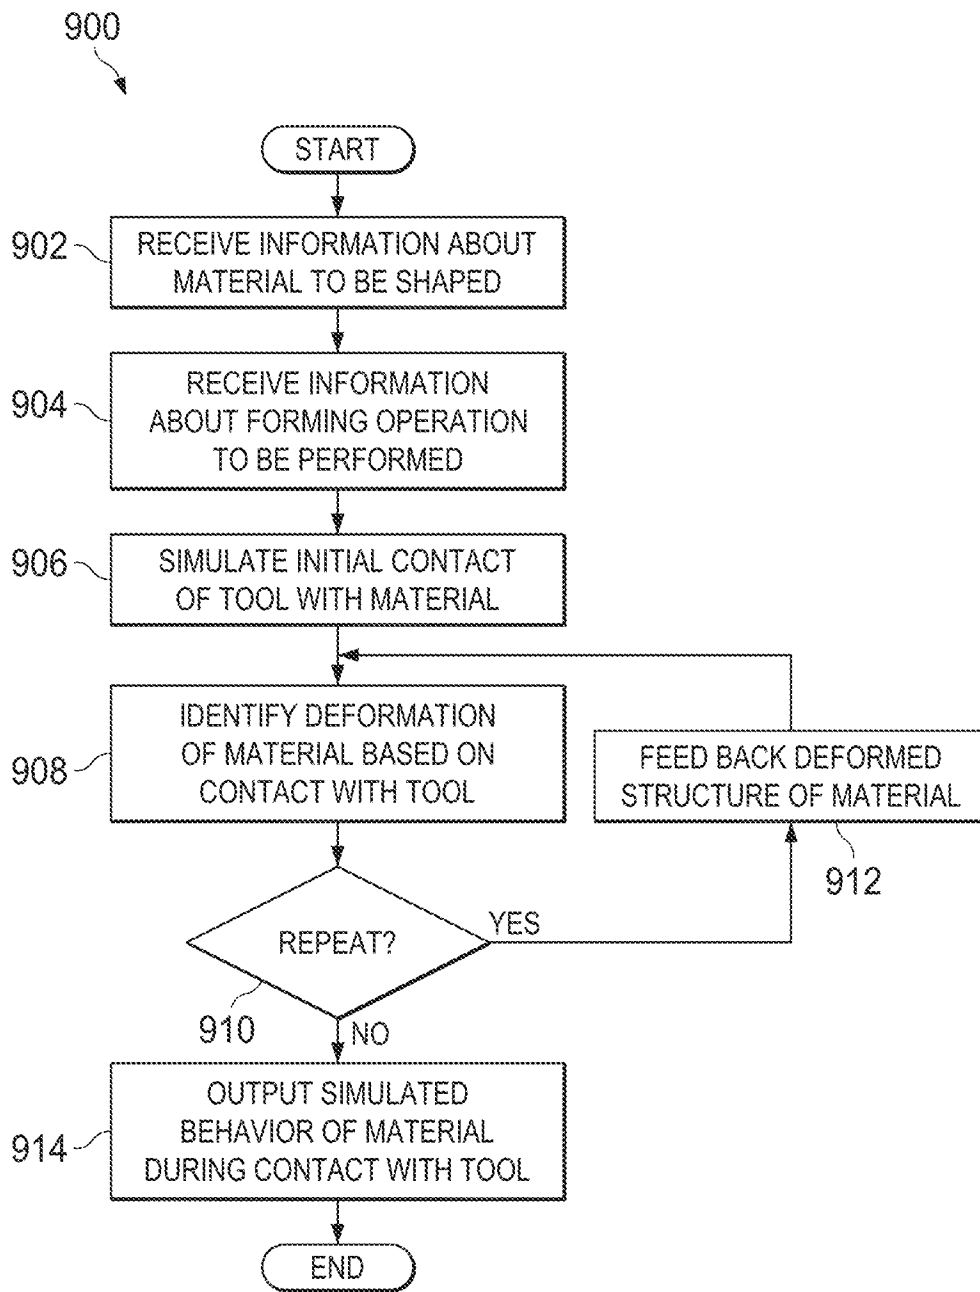 900
START
902
RECEIVE INFORMATION ABOUT
MATERIAL TO BE SHAPED
904
RECEIVE INFORMATION
ABOUT FORMING OPERATION
TO BE PERFORMED
906
SIMULATE INITIAL CONTACT
OF TOOL WITH MATERIAL
908
IDENTIFY DEFORMATION
OF MATERIAL BASED ON
CONTACT WITH TOOL
FEED BACK DEFORMED
STRUCTURE OF MATERIAL
912
REPEAT?
YES
910
NO
914
OUTPUT SIMULATED
BEHAVIOR OF MATERIAL
DURING CONTACT WITH TOOL
END